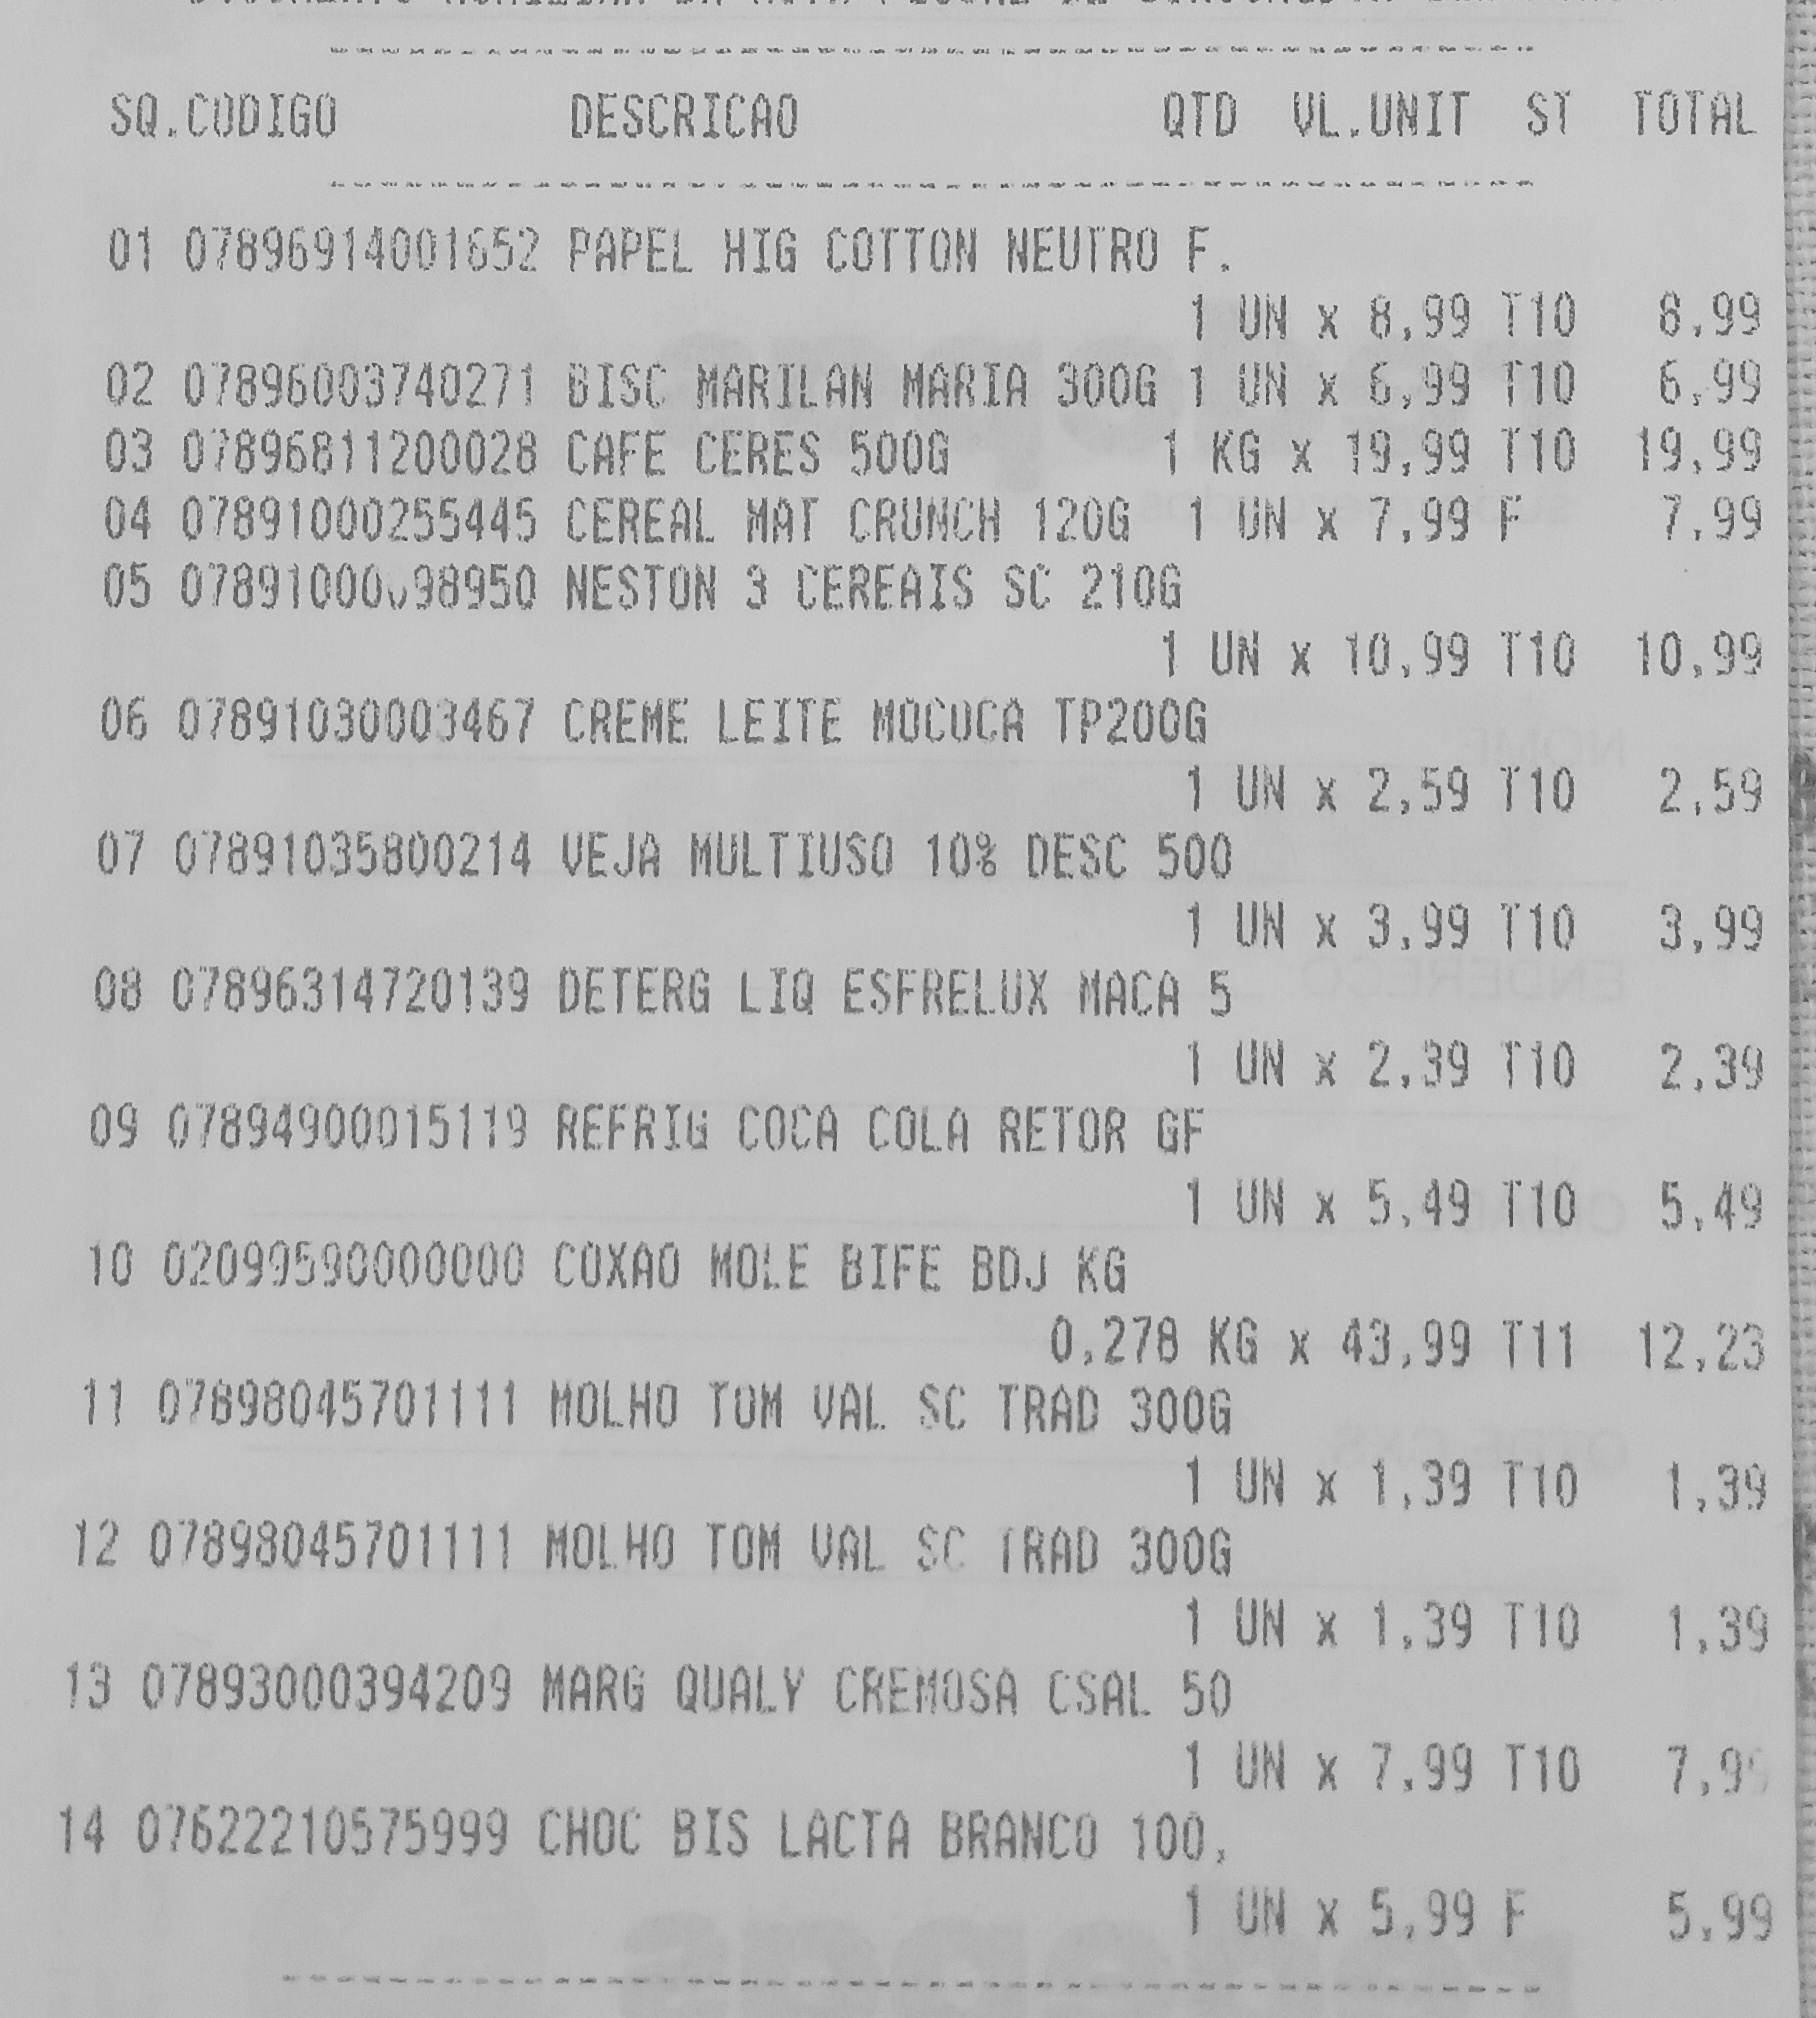 SQ.CODIGO DESCRICAO QTD VL.UNIT ST TOTAL
01 07896914001652 PAPEL HIG COTTON NEUTRO F.
1 UN x 8,99 T10 8,99
02 07896003740271 BISC MARILAN MARIA 300G 1 UN x 6,99 T10 6,99
03 07896811200028 CAFE CERES 500G 1 KG x 19,99 T10 19,99
04 07891000255445 CEREAL MAT CRUNCH 120G 1 UN x 7,99 F 7,99
05 NESTON 3 CEREAIS SC 210G
1 UN x 10,99 T10 10,99
06 07891030003467 CREME LEITE MOCOCA TP200G
1 UN x 2,59 T10 2,59
07 07891035800214 VEJA MULTIUSO 10% DESC 500
1 UN x 3,99 T10 3,99
08 07896314720139 DETERG LIQ ESFRELUX MACA 5
1 UN x 2,39 T10 2,39
09 07894900015119 REFRIG COCA COLA RETOR GF
1 UN x 5,49 T10 5,49
10 02099590000000 COXAO MOLE BIFE BDJ KG
0,278 KG x 43,99 T11 12,23
11 07898045701111 MOLHO TOM VAL SC TRAD 300G
1 UN x 1,39 T10 1,39
12 07898045701111 MOLHO TOM VAL SC TRAD 300G
1 UN x 1,39 T10 1,39
13 07893000394209 MARG QUALY CREMOSA CSAL 50
1 UN x 7,99 T10 7,99
14 07622210575999 CHOC BIS LACTA BRANCO 100,
1 UN x 5,99 F 5,99